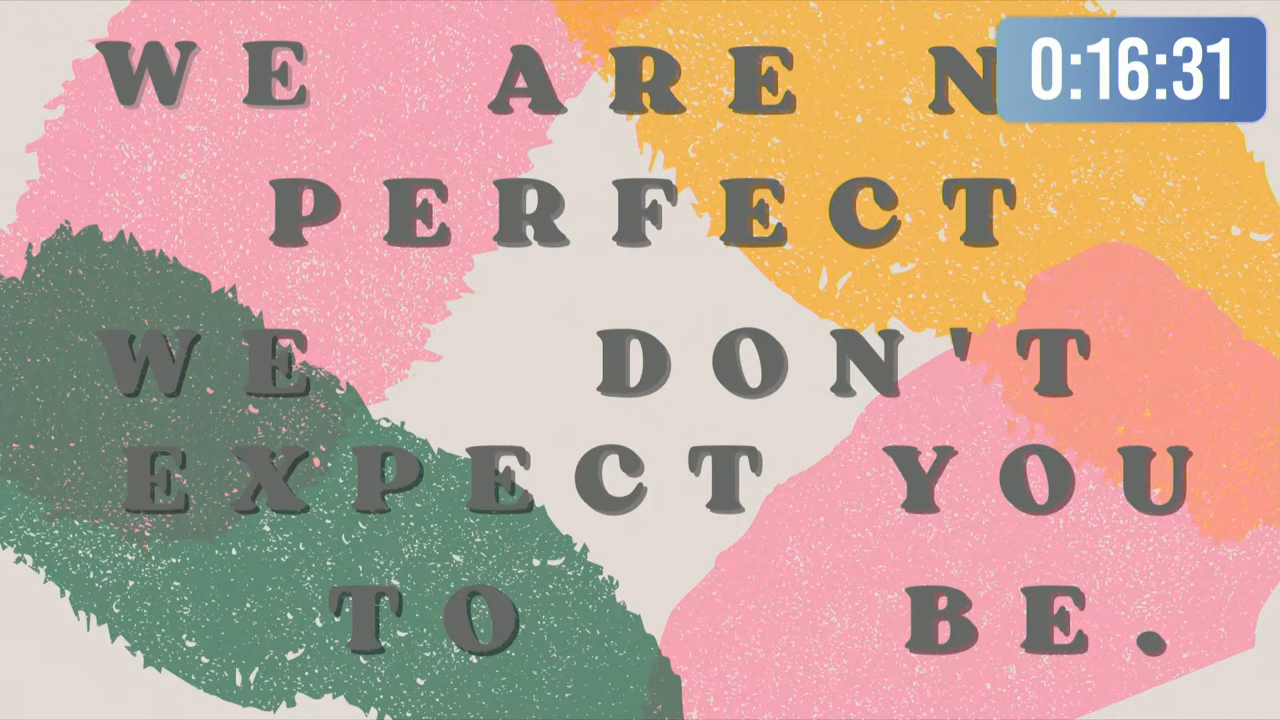 WE ARE N
0:16:31
PERFECT
WE DON'T
EXPECT YOU
TO BE.